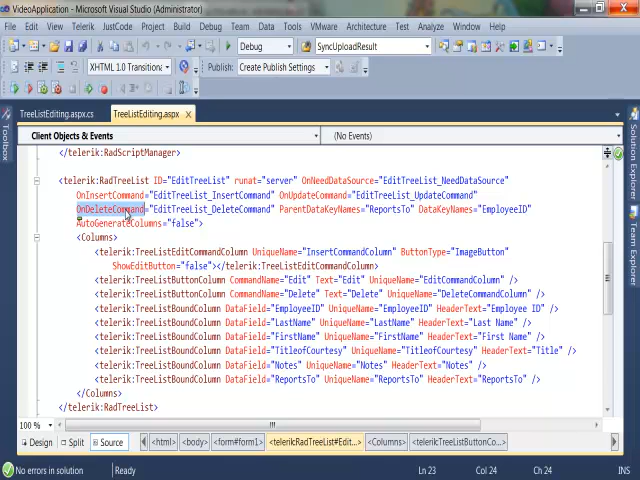 VideoApplication - Microsoft Visual Studio (Administrator)
File Edit View Telerik JustCode Project Build Debug Team Data Tools VMware Architecture Test Analyze Window Help
Debug SyncUploadResult
XHTML 1.0 Transition Publish: Create Publish Settings
TreeListEditing.aspx.cs TreeListEditing.aspx
Client Objects & Events (No Events)
</telerik:RadScriptManager>
<telerik:RadTreeList ID="EditTreeList" runat="server" OnNeedDataSource="EditTreeList_NeedDataSource"
OnInsertCommand="EditTreeList_InsertCommand" OnUpdateCommand="EditTreeList_UpdateCommand"
OnDeleteCommand="EditTreeList_DeleteCommand" ParentDataKeyNames="ReportsTo" DataKeyNames="EmployeeID"
AutoGenerateColumns="false">
<Columns>
<telerik:TreeListEditCommandColumn UniqueName="InsertCommandColumn" ButtonType="ImageButton"
ShowEditButton="false"></telerik:TreeListEditCommandColumn>
<telerik:TreeListButtonColumn CommandName="Edit" Text="Edit" UniqueName="EditCommandColumn" />
<telerik:TreeListButtonColumn CommandName="Delete" Text="Delete" UniqueName="DeleteCommandColumn" />
<telerik:TreeListBoundColumn DataField="EmployeeID" UniqueName="EmployeeID" HeaderText="Employee ID" />
<telerik:TreeListBoundColumn DataField="LastName" UniqueName="LastName" HeaderText="Last Name" />
<telerik:TreeListBoundColumn DataField="FirstName" UniqueName="FirstName" HeaderText="First Name" />
<telerik:TreeListBoundColumn DataField="TitleofCourtesy" UniqueName="TitleofCourtesy" HeaderText="Title" />
<telerik:TreeListBoundColumn DataField="Notes" UniqueName="Notes" HeaderText="Notes" />
<telerik:TreeListBoundColumn DataField="ReportsTo" UniqueName="ReportsTo" HeaderText="ReportsTo" />
</Columns>
</telerik:RadTreeList>
100 %
Design Split Source <html> <body> <form#form1> <telerik:RadTreeList#Edit... <Columns> <telerik:TreeListButtonCo...
No errors in solution Ready Ln 23 Col 24 Ch 24 INS
Toolbox
Solution Explorer
Team Explorer